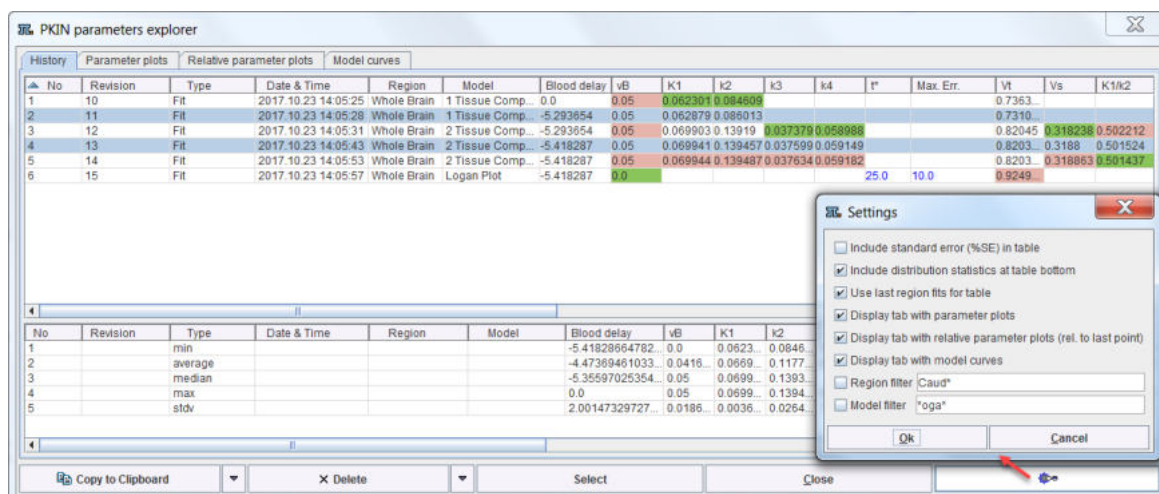 PKIN parameters explorer
History Parameter plots Relative parameter plots Model curves
No Revision Type Date & Time Region Model Blood delay vB K1 k2 k3 k4 t* Max. Err. Vt Vs K1/k2
1 10 Fit 2017.10.23 14:05:25 Whole Brain 1 Tissue Comp... 0.0 0.05 0.062301 0.084609 0.7363...
2 11 Fit 2017.10.23 14:05:28 Whole Brain 1 Tissue Comp... -5.293654 0.05 0.062879 0.086013 0.7310...
3 12 Fit 2017.10.23 14:05:31 Whole Brain 2 Tissue Comp... -5.293654 0.05 0.069903 0.13919 0.037379 0.058988 0.82045 0.318238 0.502212
4 13 Fit 2017.10.23 14:05:43 Whole Brain 2 Tissue Comp... -5.418287 0.05 0.069941 0.139457 0.037599 0.059149 0.8203... 0.3188 0.501524
5 14 Fit 2017.10.23 14:05:53 Whole Brain 2 Tissue Comp... -5.418287 0.05 0.069944 0.139487 0.037634 0.059182 0.8203... 0.318863 0.501437
6 15 Fit 2017.10.23 14:05:57 Whole Brain Logan Plot -5.418287 0.0 25.0 10.0 0.9249...
Settings
Include standard error (%SE) in table
Include distribution statistics at table bottom
Use last region fits for table
Display tab with parameter plots
Display tab with relative parameter plots (rel. to last point)
Display tab with model curves
Region filter Caud*
Model filter *oga*
Ok Cancel
No Revision Type Date & Time Region Model Blood delay vB K1 k2
1 min -5.41828664782... 0.0 0.0623... 0.0846...
2 average -4.47369461033... 0.0416... 0.0669... 0.1177...
3 median -5.35597025354... 0.05 0.0699... 0.1393...
4 max 0.0 0.05 0.0699... 0.1394...
5 stdv 2.00147329727... 0.0186... 0.0036... 0.0264...
Copy to Clipboard Delete Select Close